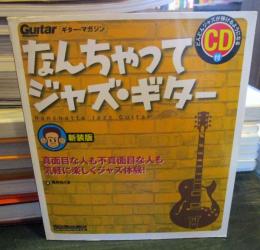 Guitar
「ギター・マガジン」
なんちゃって
ジャズ・ギター
Nanchatte Jazz Guitar
CD
付
新装版
真面目な人も不真面目な人も
気軽に楽しくジャズ体験!